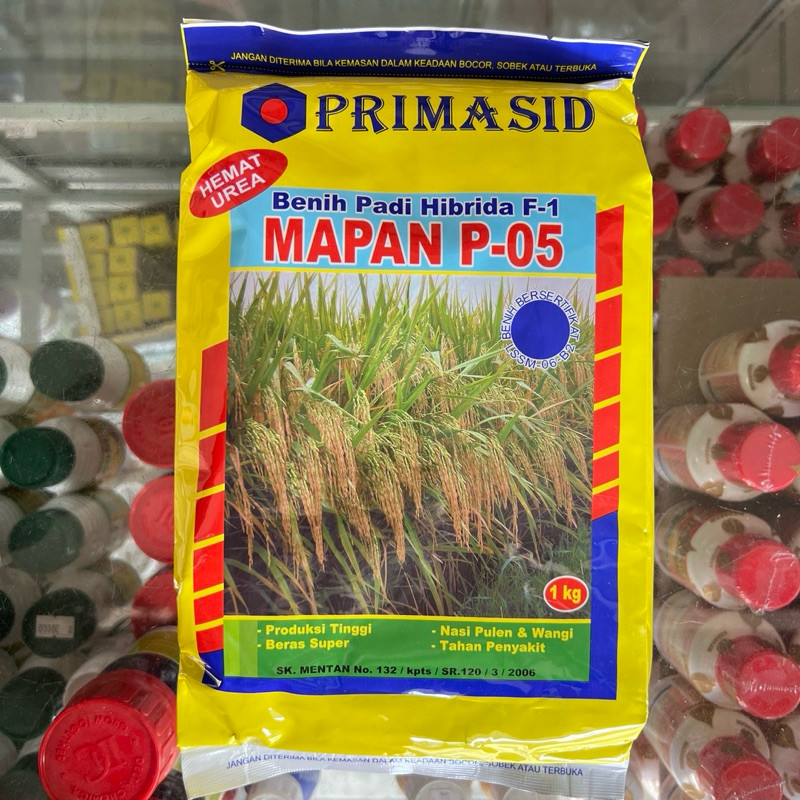 JANGAN DITERIMA BILA KEMASAN DALAM KEADAAN BOCOR, SOBEK ATAU TERBUKA
PRIMASID
HEMAT
UREA
Benih Padi Hibrida F-1
MAPAN P-05
BENIH BERSERTIFIKAT
LSSM-06-B2
1 kg
- Produksi Tinggi
- Beras Super
- Nasi Pulen & Wangi
- Tahan Penyakit
SK. MENTAN No. 132 / kpts / SR.120 / 3 / 2006
JANGAN DITERIMA BILA KEMASAN DALAM KEADAAN BOCOR, SOBEK ATAU TERBUKA